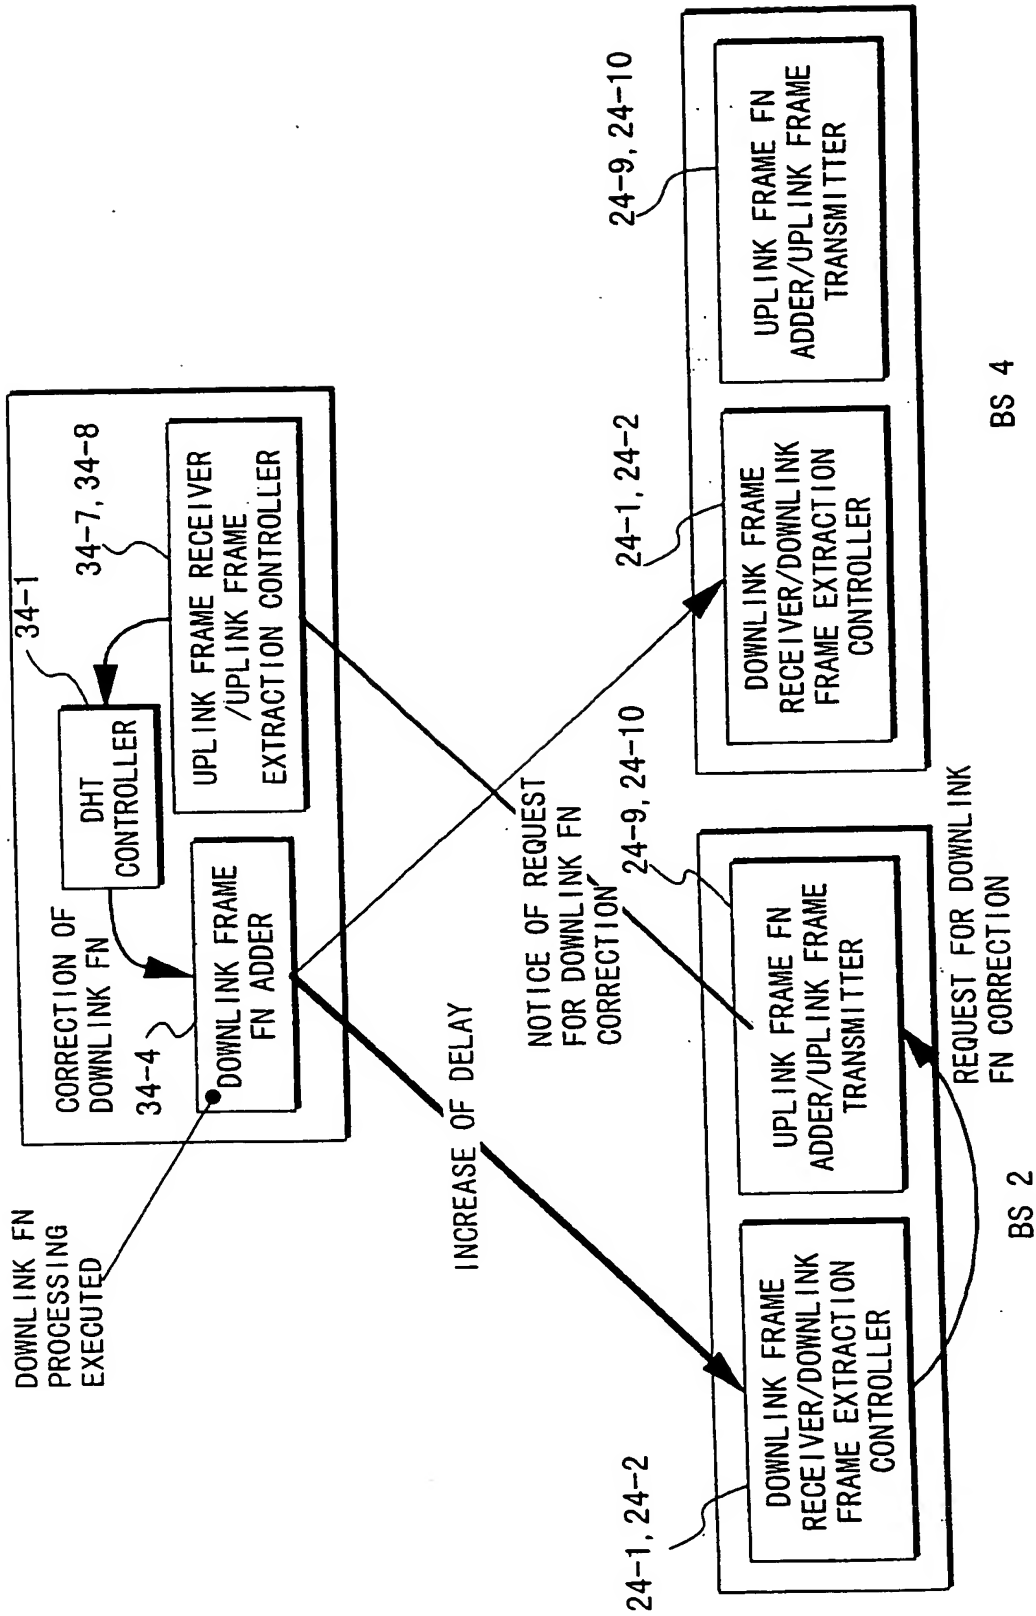 DOWNLINK FN
PROCESSING
EXECUTED
CORRECTION OF
DOWNLINK FN
34-4
DOWNLINK FRAME
FN ADDER
DHT
CONTROLLER
34-1
34-7, 34-8
UPLINK FRAME RECEIVER
/UPLINK FRAME
EXTRACTION CONTROLLER
INCREASE OF DELAY
NOTICE OF REQUEST
FOR DOWNLINK FN
CORRECTION
24-1, 24-2
DOWNLINK FRAME
RECEIVER/DOWNLINK
FRAME EXTRACTION
CONTROLLER
24-9, 24-10
UPLINK FRAME FN
ADDER/UPLINK FRAME
TRANSMITTER
REQUEST FOR DOWNLINK
FN CORRECTION
BS 2
24-1, 24-2
DOWNLINK FRAME
RECEIVER/DOWNLINK
FRAME EXTRACTION
CONTROLLER
24-9, 24-10
UPLINK FRAME FN
ADDER/UPLINK FRAME
TRANSMITTER
BS 4